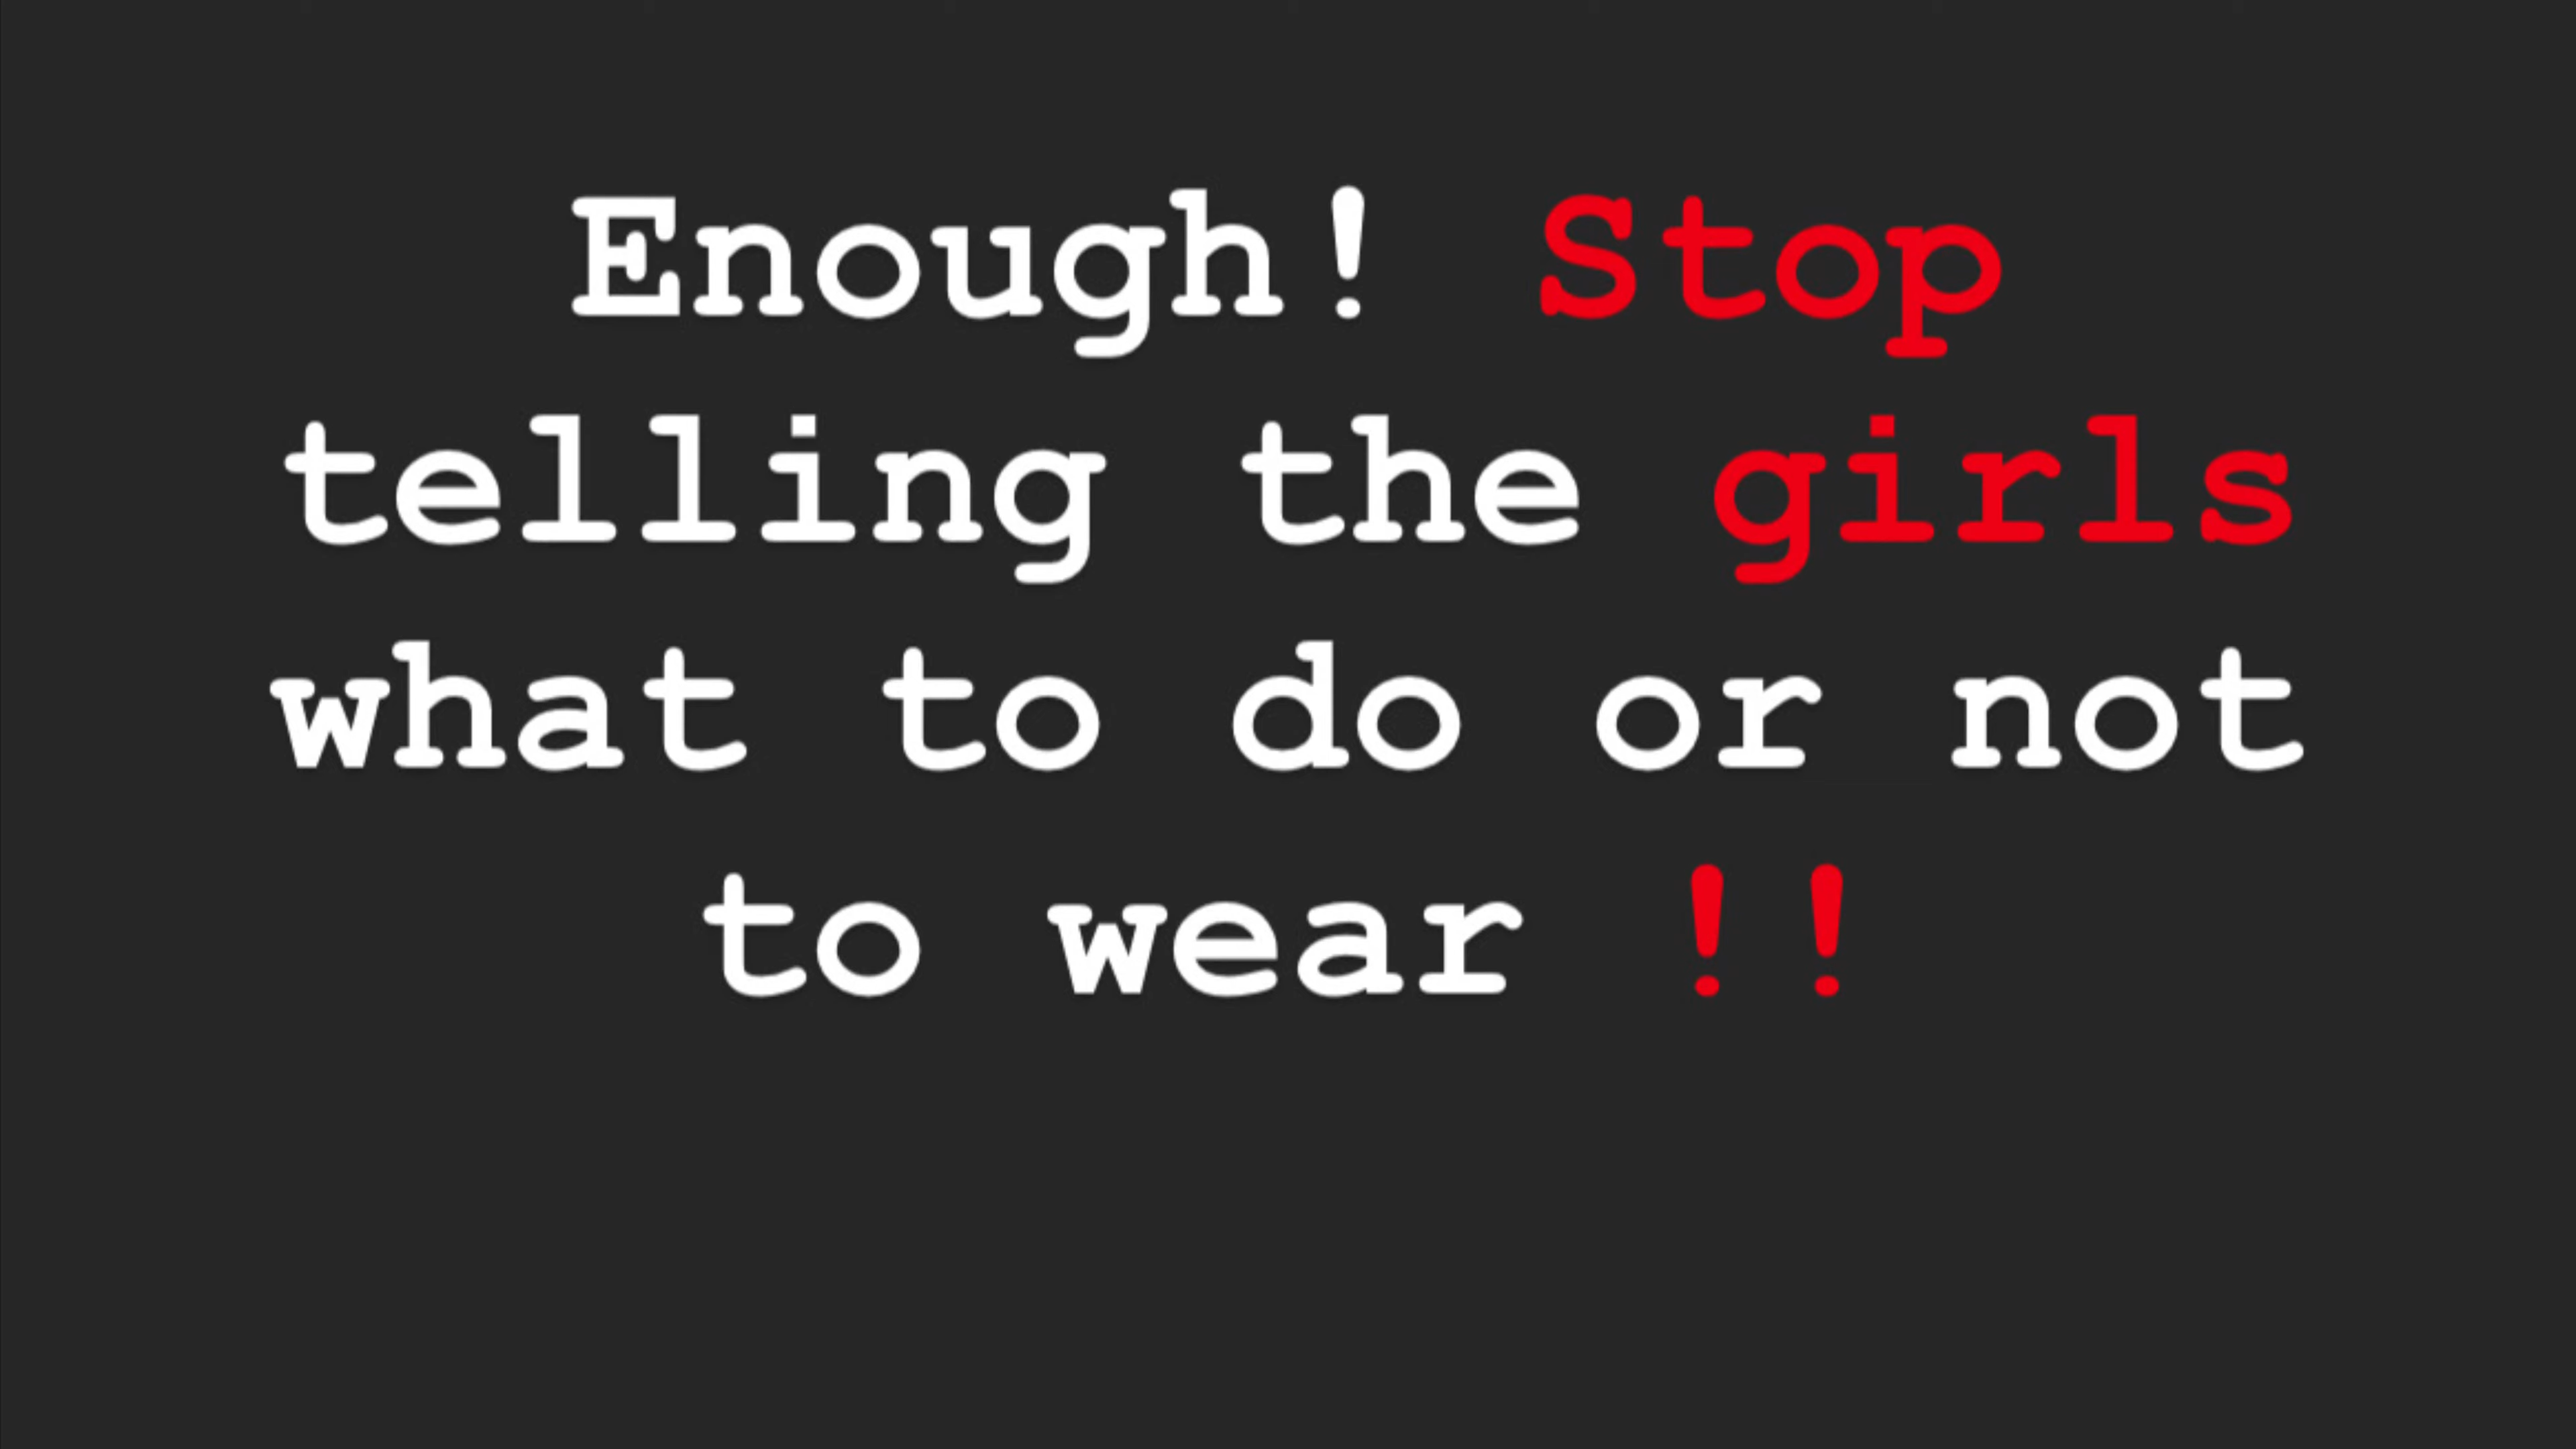 Enough! Stop
telling the girls
what to do or not
to wear !!